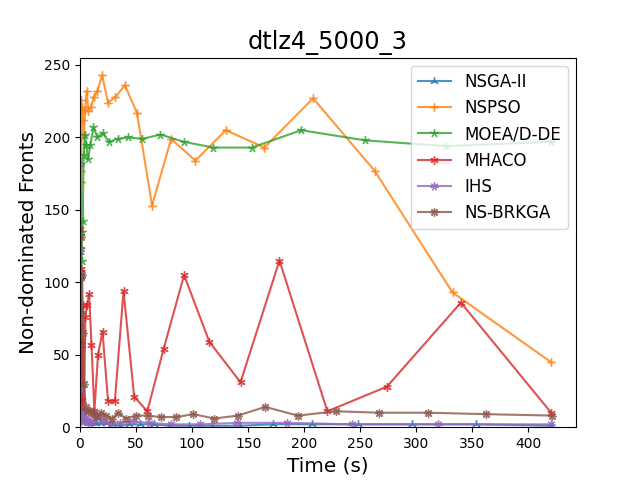 dtlz4_5000_3
Non-dominated Fronts
250
200
150
100
50
0
0
50
100
150
200
250
300
350
400
Time (s)
NSGA-II
NSPSO
MOEA/D-DE
MHACO
IHS
NS-BRKGA